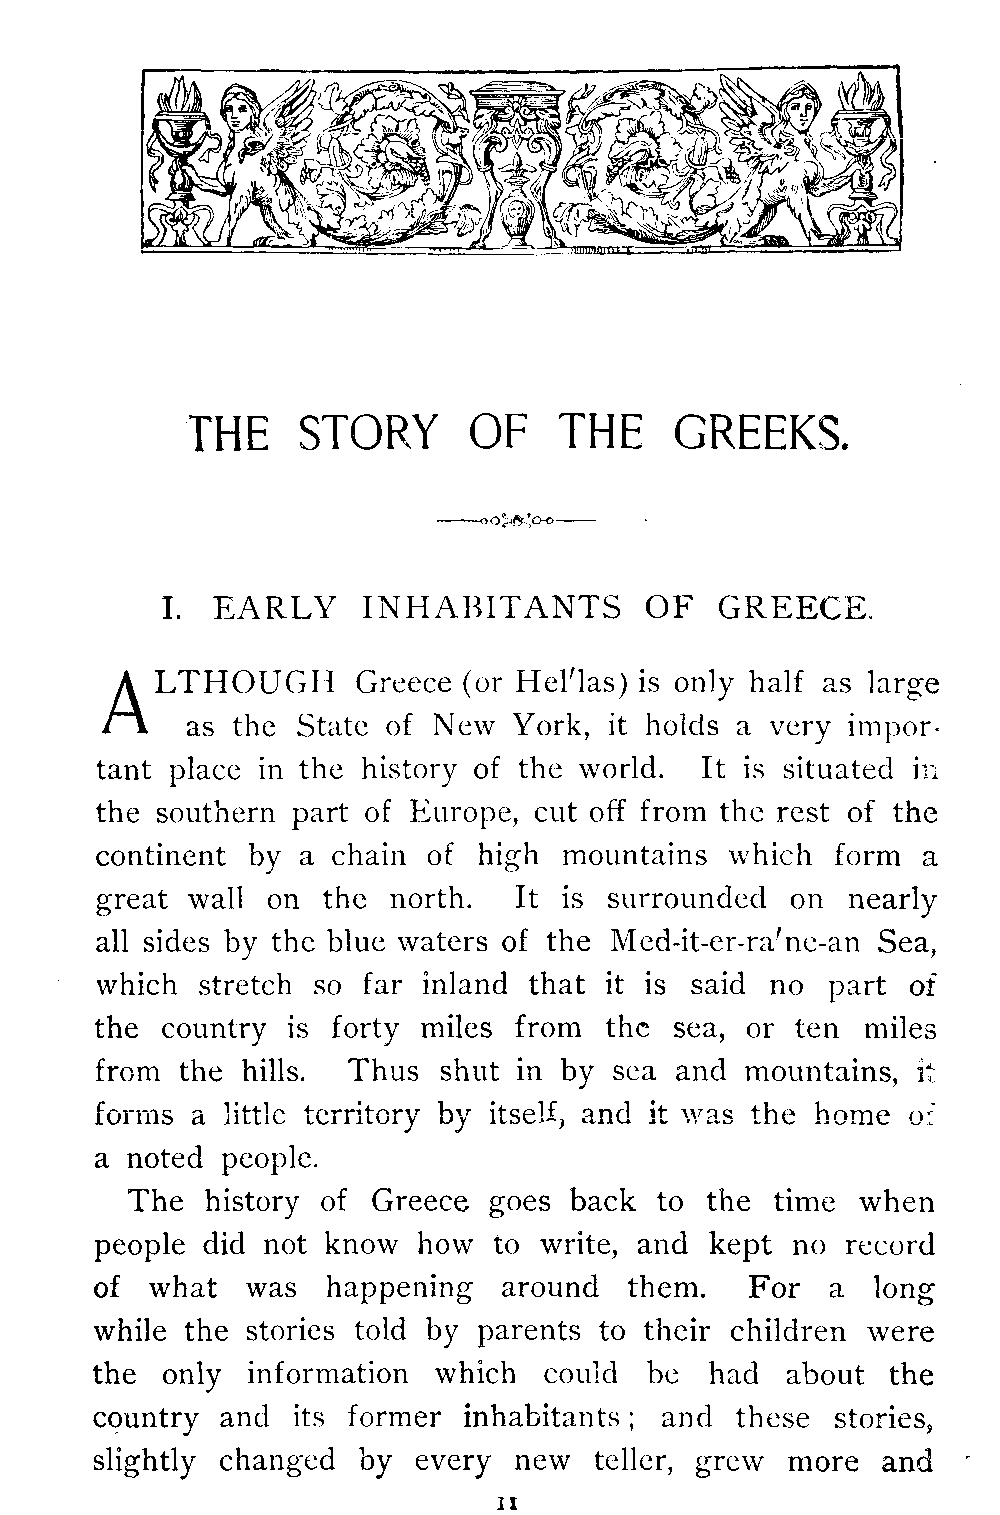 THE STORY OF THE GREEKS.
I. EARLY INHABITANTS OF GREECE.
ALTHOUGH Greece (or Hel'las) is only half as large
as the State of New York, it holds a very impor-
tant place in the history of the world. It is situated in
the southern part of Europe, cut off from the rest of the
continent by a chain of high mountains which form a
great wall on the north. It is surrounded on nearly
all sides by the blue waters of the Med-it-er-ra'ne-an Sea,
which stretch so far inland that it is said no part of
the country is forty miles from the sea, or ten miles
from the hills. Thus shut in by sea and mountains, it
forms a little territory by itself, and it was the home of
a noted people.
The history of Greece goes back to the time when
people did not know how to write, and kept no record
of what was happening around them. For a long
while the stories told by parents to their children were
the only information which could be had about the
country and its former inhabitants; and these stories,
slightly changed by every new teller, grew more and
11